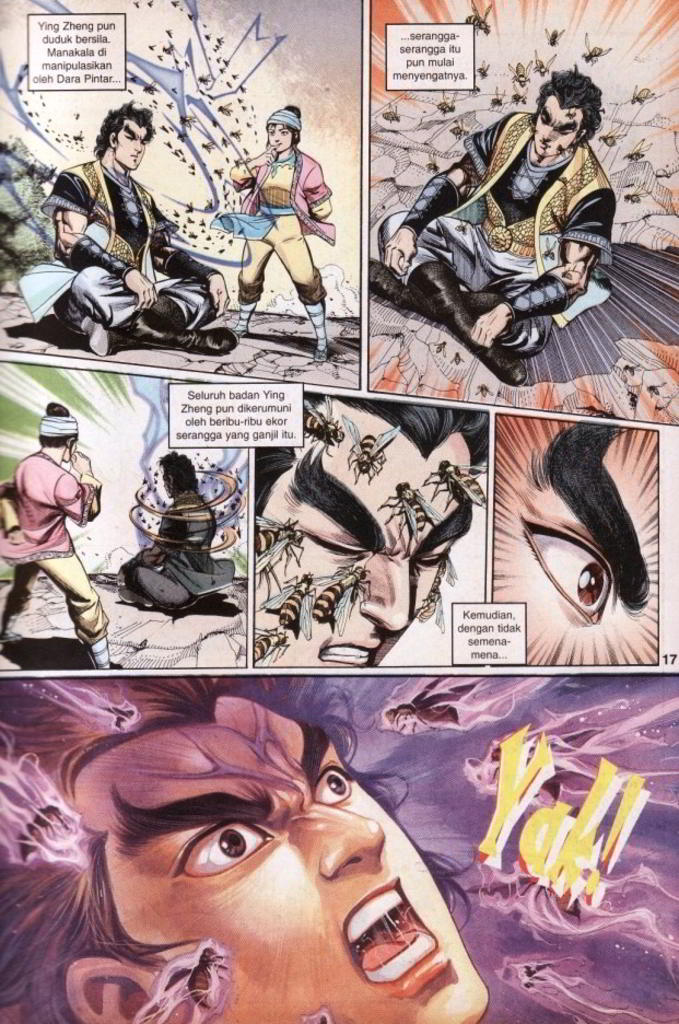 Ying Zheng pun
duduk bersila.
Manakala di
manipulasikan
oleh Dara Pintar...
...serangga-
serangga itu
pun mulai
menyengatnya.
Seluruh badan Ying
Zheng pun dikerumuni
oleh beribu-ribu ekor
serangga yang ganjil itu.
Kemudian,
dengan tidak
semena-
mena...
17
Yak!